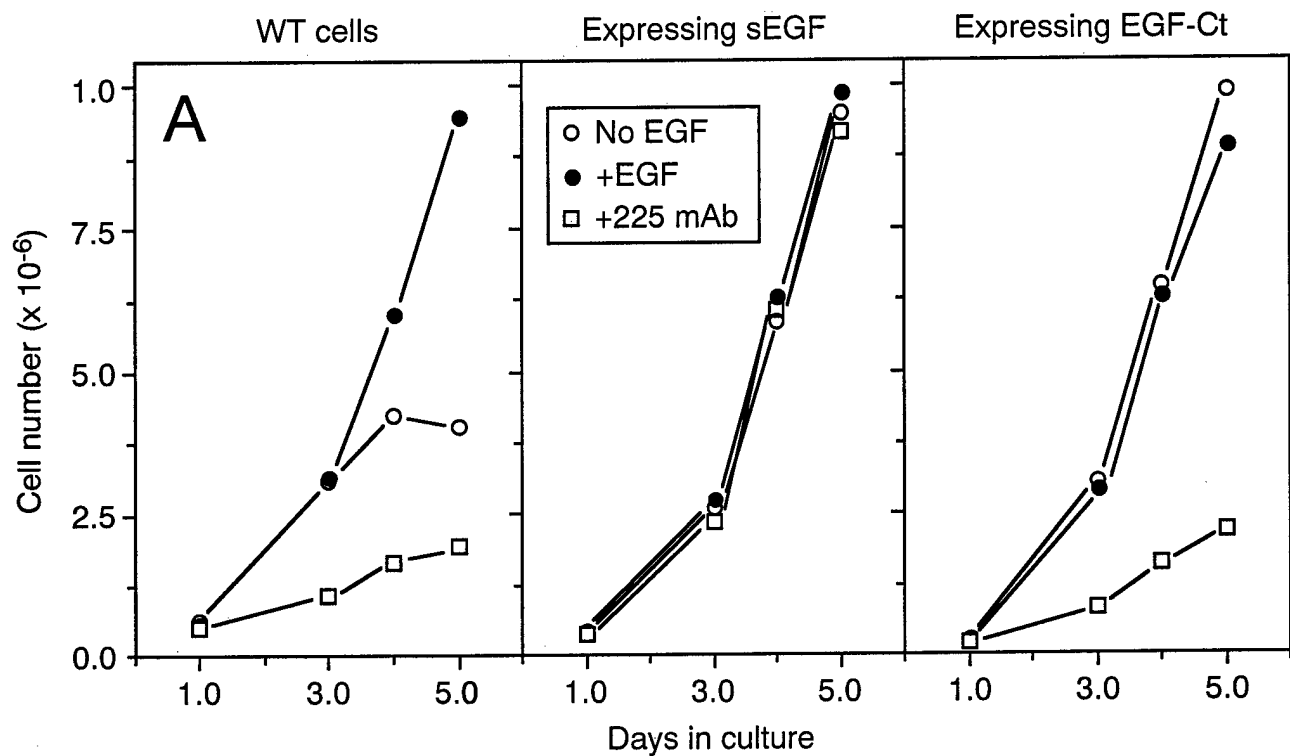 WT cells
Expressing sEGF
Expressing EGF-Ct
A
No EGF
+EGF
+225 mAb
Cell number (x 10-6)
1.0
7.5
5.0
2.5
0.0
1.0 3.0 5.0
1.0 3.0 5.0
1.0 3.0 5.0
Days in culture